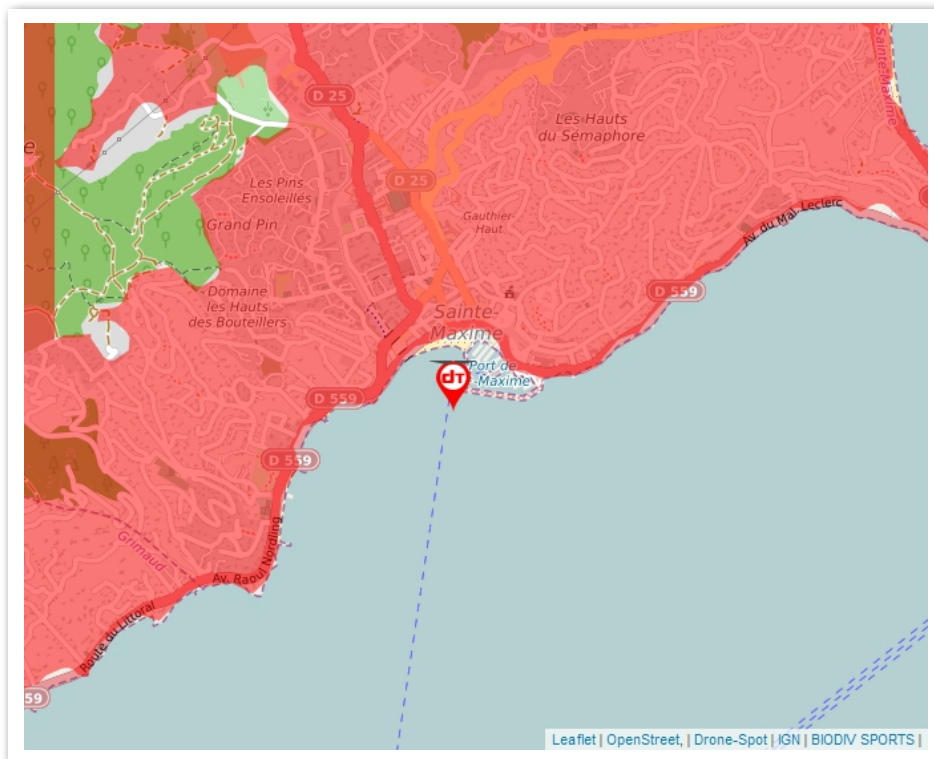 D 25
Sainte-Maxime
Les Hauts
du Sémaphore
D 25
Les Pins
Ensoleillés
Gauthier-
Haut
Av. du Mal Leclerc
Grand Pin
D 559
Domaine
les Hauts
des Bouteillers
Sainte-
Maxime
Port de
-Maxime
dT
D 559
D 559
Grimaud
Av. Raoul Nordling
Route du Littoral
59
Leaflet | OpenStreet, | Drone-Spot | IGN | BIODIV SPORTS |